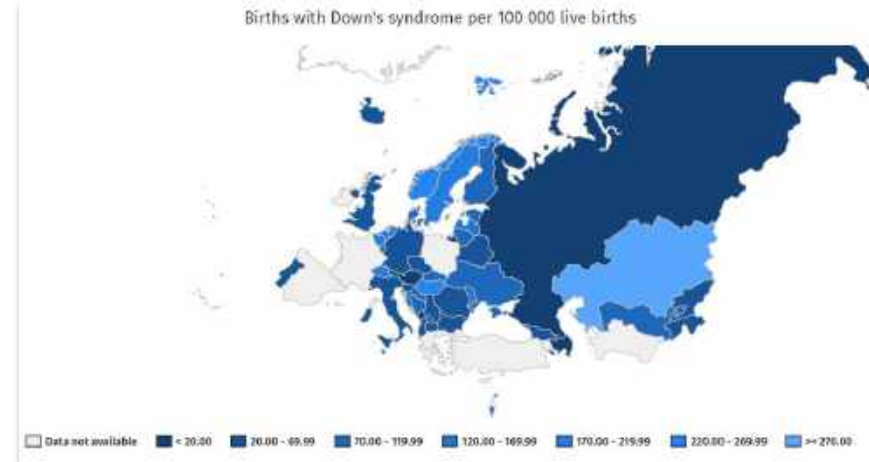 Births with Down's syndrome per 100 000 live births
Data not available < 20.00 20.00 - 69.99 70.00 - 119.99 120.00 - 169.99 170.00 - 219.99 220.00 - 269.99 >= 270.00